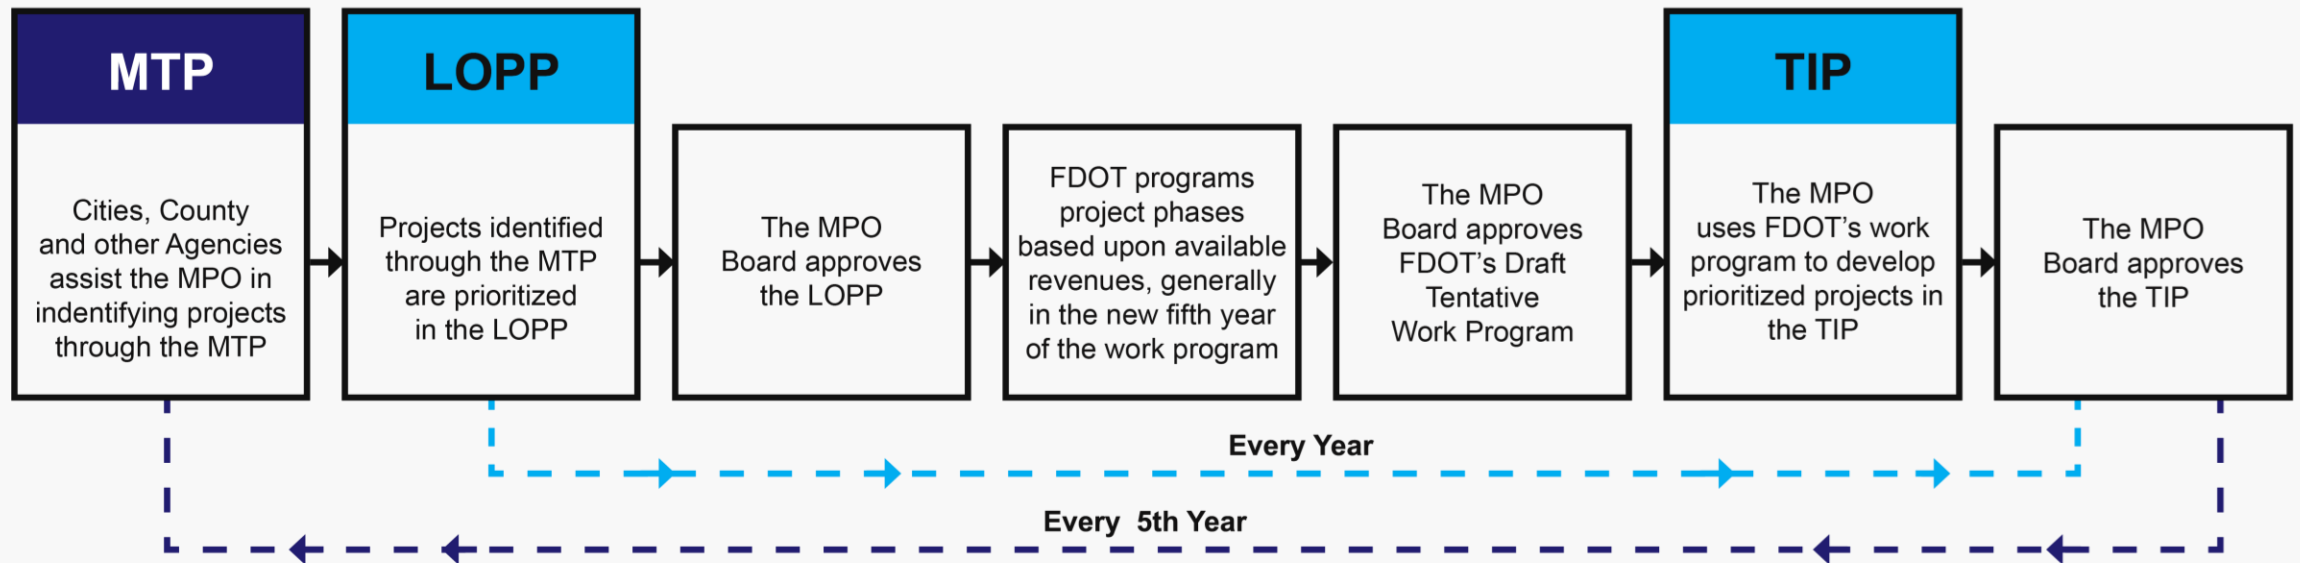 MTP
Cities, County
and other Agencies
assist the MPO in
indentifying projects
through the MTP
LOPP
Projects identified
through the MTP
are prioritized
in the LOPP
The MPO
Board approves
the LOPP
FDOT programs
project phases
based upon available
revenues, generally
in the new fifth year
of the work program
The MPO
Board approves
FDOT's Draft
Tentative
Work Program
TIP
The MPO
uses FDOT's work
program to develop
prioritized projects in
the TIP
The MPO
Board approves
the TIP
Every Year
Every 5th Year